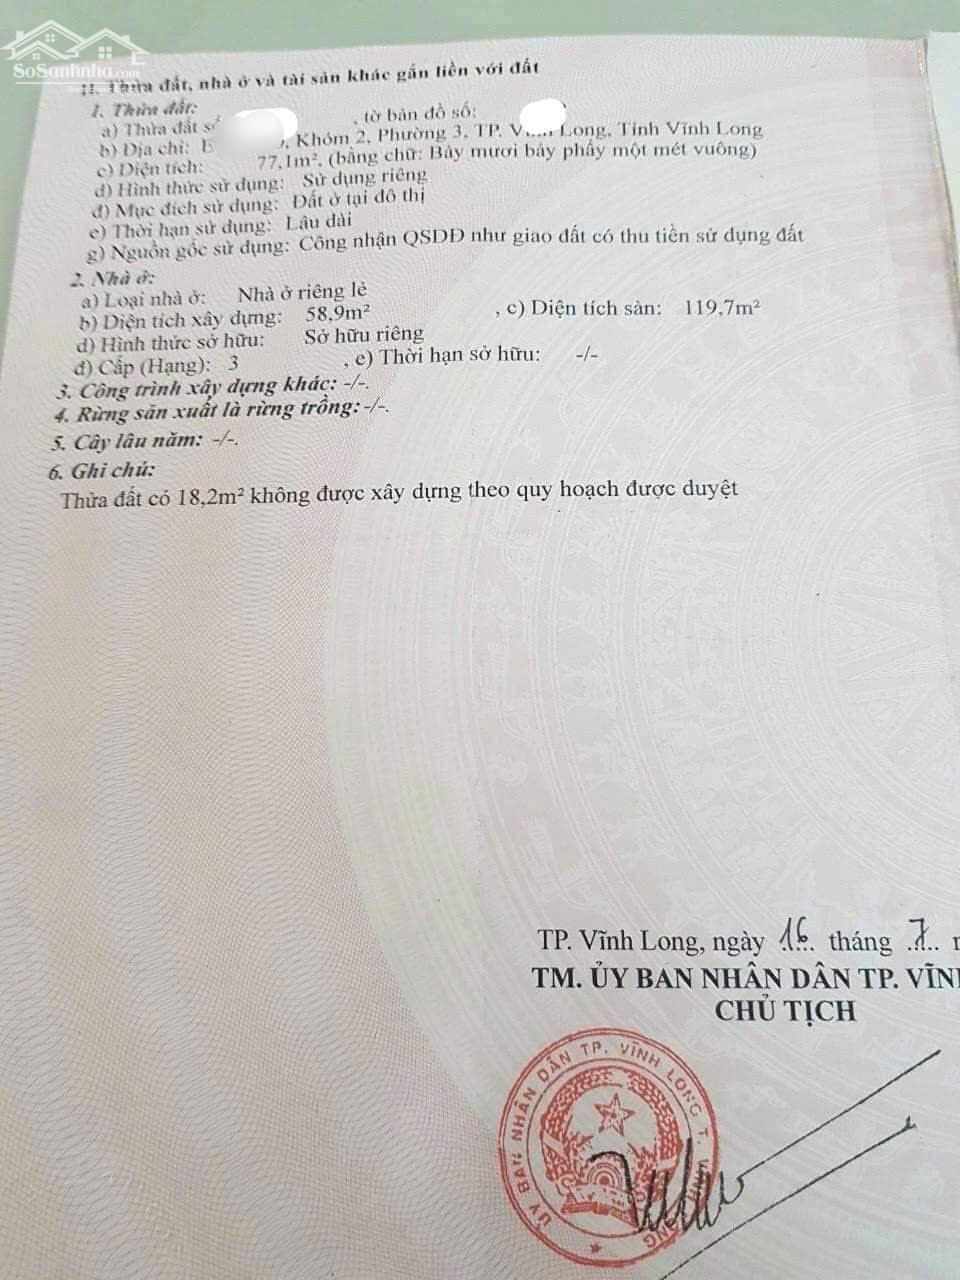 SoSanhnha.com
II. Thửa đất, nhà ở và tài sản khác gắn liền với đất
1. Thửa đất:
a) Thửa đất số , tờ bản đồ số:
b) Địa chỉ: Khóm 2, Phường 3, TP. Vĩnh Long, Tỉnh Vĩnh Long
c) Diện tích: 77,1m², (bằng chữ: Bảy mươi bảy phẩy một mét vuông)
d) Hình thức sử dụng: Sử dụng riêng
đ) Mục đích sử dụng: Đất ở tại đô thị
e) Thời hạn sử dụng: Lâu dài
g) Nguồn gốc sử dụng: Công nhận QSDĐ như giao đất có thu tiền sử dụng đất
2. Nhà ở:
a) Loại nhà ở: Nhà ở riêng lẻ
b) Diện tích xây dựng: 58,9m² , c) Diện tích sàn: 119,7m²
d) Hình thức sở hữu: Sở hữu riêng
đ) Cấp (Hạng): 3 , e) Thời hạn sở hữu: -/-
3. Công trình xây dựng khác: -/-.
4. Rừng sản xuất là rừng trồng: -/-.
5. Cây lâu năm: -/-.
6. Ghi chú:
Thửa đất có 18,2m² không được xây dựng theo quy hoạch được duyệt
TP. Vĩnh Long, ngày 16 tháng 7 n
TM. ỦY BAN NHÂN DÂN TP. VĨNH
CHỦ TỊCH
ỦY BAN NHÂN DÂN TP. VĨNH LONG T. VĨNH LONG